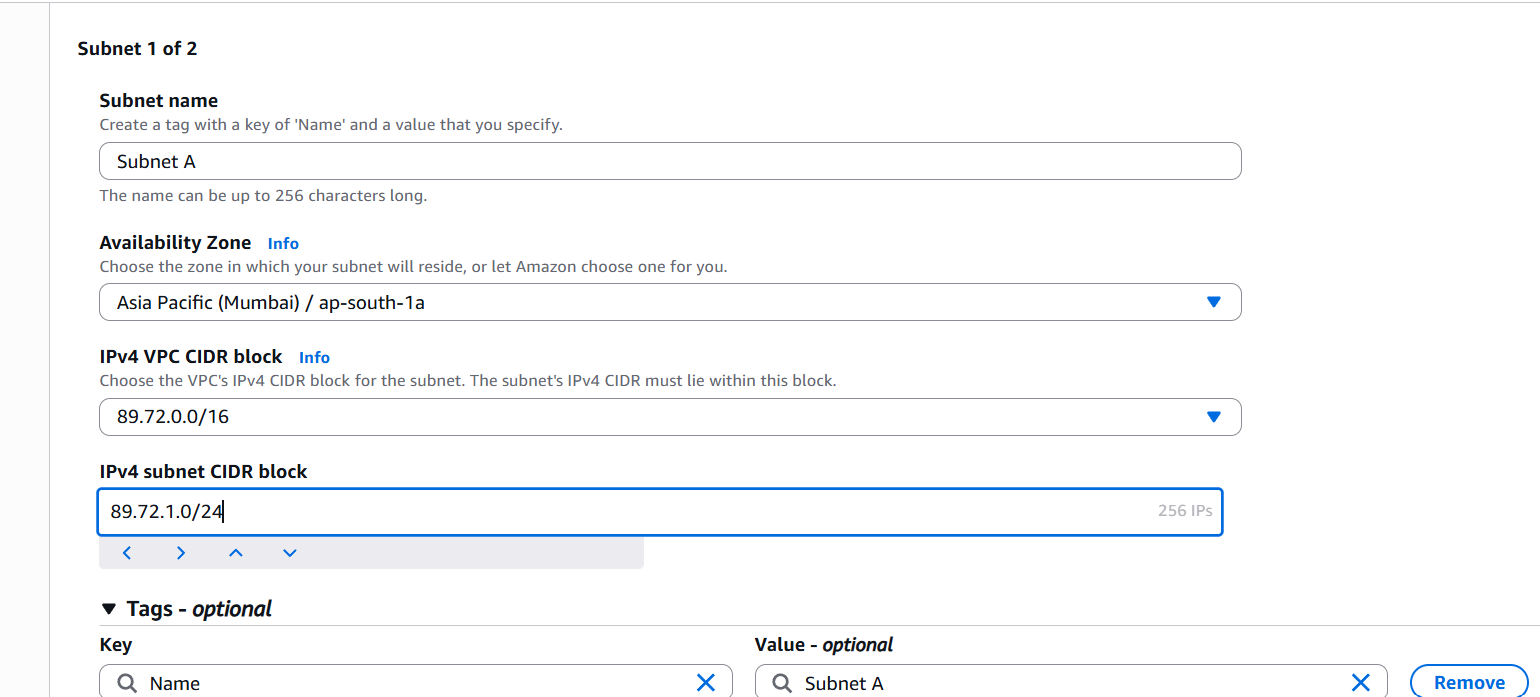 Subnet 1 of 2
Subnet name
Create a tag with a key of 'Name' and a value that you specify.
Subnet A
The name can be up to 256 characters long.
Availability Zone Info
Choose the zone in which your subnet will reside, or let Amazon choose one for you.
Asia Pacific (Mumbai) / ap-south-1a
IPv4 VPC CIDR block Info
Choose the VPC's IPv4 CIDR block for the subnet. The subnet's IPv4 CIDR must lie within this block.
89.72.0.0/16
IPv4 subnet CIDR block
89.72.1.0/24 256 IPs
Tags - optional
Key Value - optional
Name Subnet A Remove